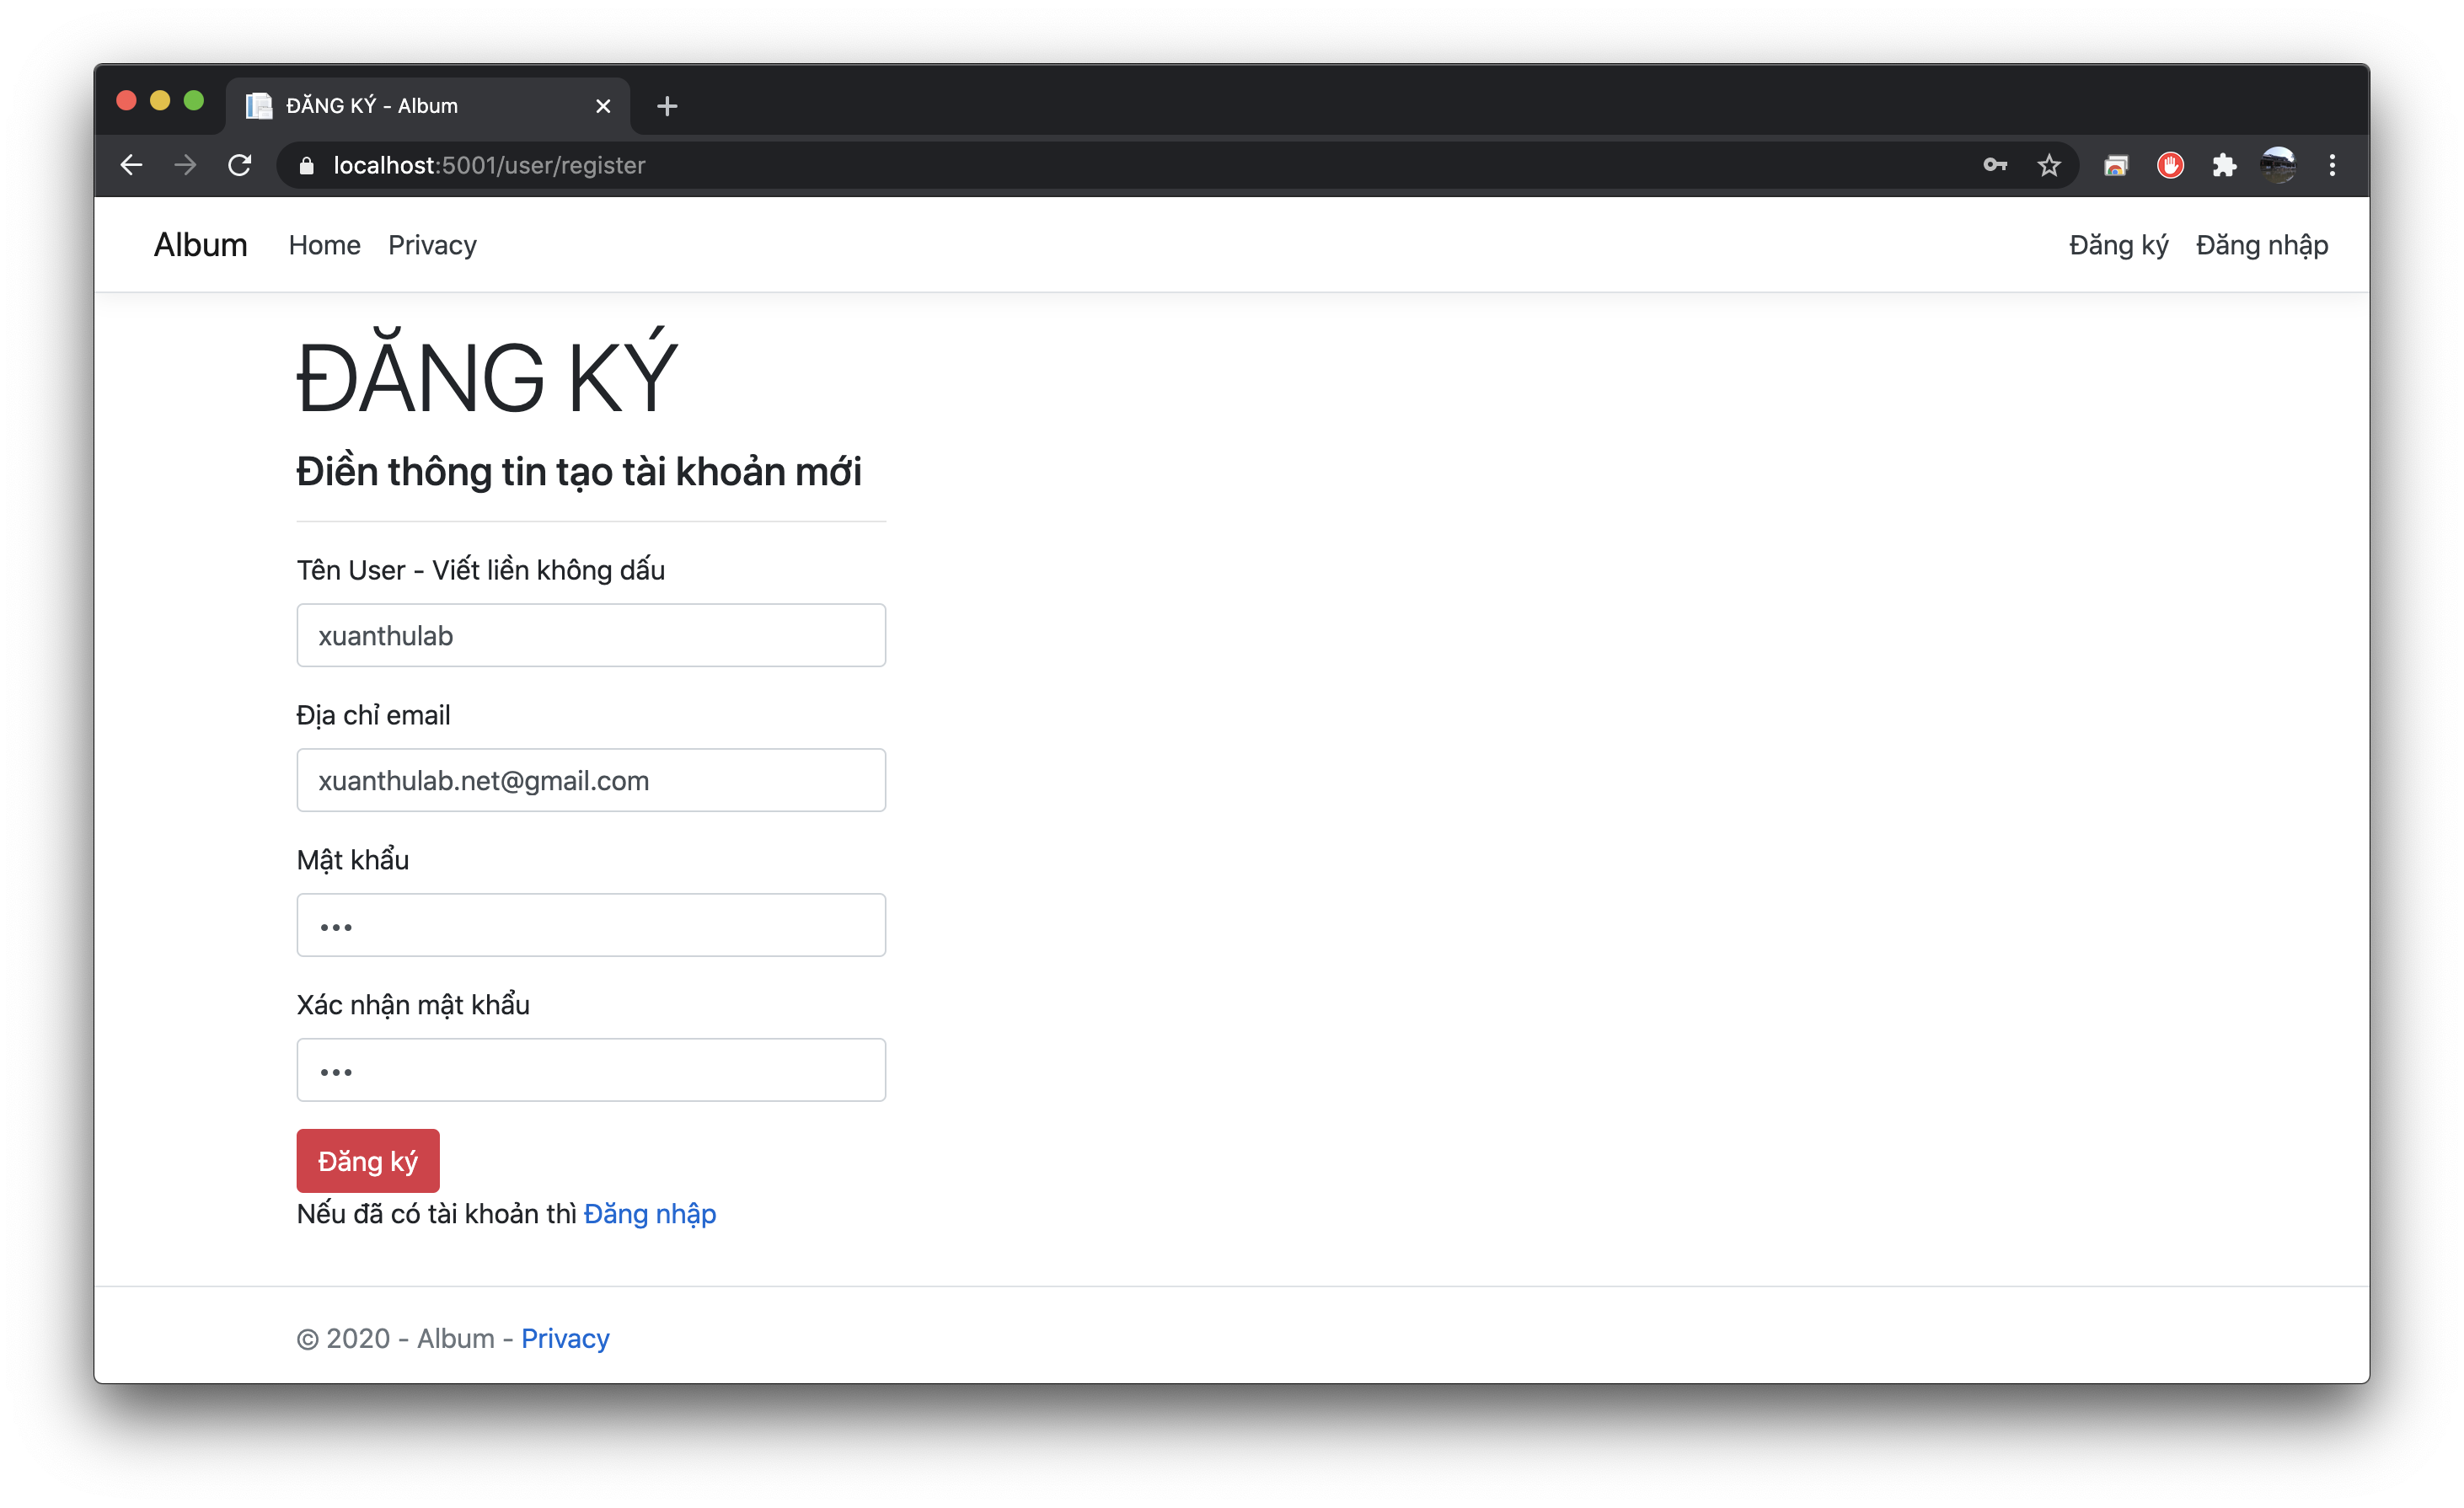 ĐĂNG KÝ - Album
localhost:5001/user/register
Album Home Privacy Đăng ký Đăng nhập
ĐĂNG KÝ
Điền thông tin tạo tài khoản mới
Tên User - Viết liền không dấu
xuanthulab
Địa chỉ email
xuanthulab.net@gmail.com
Mật khẩu
•••
Xác nhận mật khẩu
•••
Đăng ký
Nếu đã có tài khoản thì Đăng nhập
© 2020 - Album - Privacy